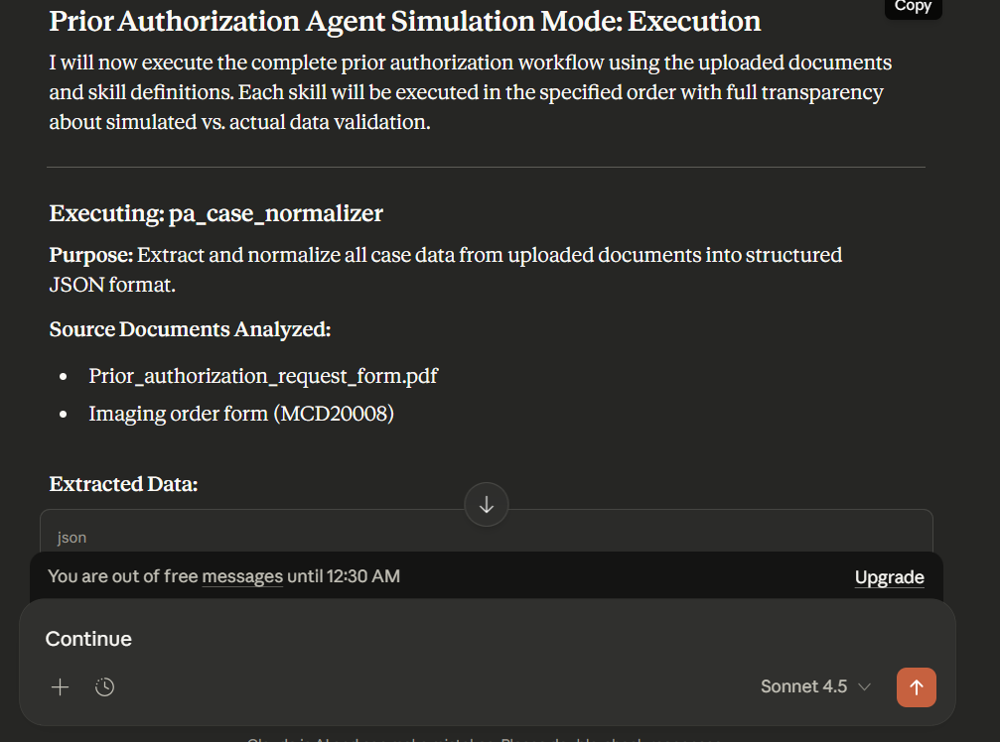 Copy
Prior Authorization Agent Simulation Mode: Execution
I will now execute the complete prior authorization workflow using the uploaded documents
and skill definitions. Each skill will be executed in the specified order with full transparency
about simulated vs. actual data validation.
Executing: pa_case_normalizer
Purpose: Extract and normalize all case data from uploaded documents into structured
JSON format.
Source Documents Analyzed:
• Prior_authorization_request_form.pdf
• Imaging order form (MCD20008)
Extracted Data:
json
You are out of free messages until 12:30 AM
Upgrade
Continue
Sonnet 4.5